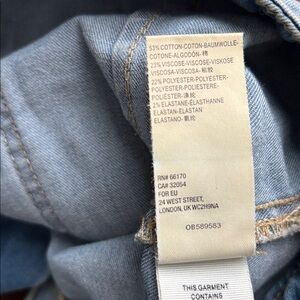 53% COTTON-COTON-BAUMWOLLE-
COTONE-ALGODÓN-棉
23% VISCOSE-VISCOSE-VISKOSE
VISCOSA-VISCOSA-粘胶
22% POLYESTER-POLYESTER-
POLYESTER-POLIESTERE-
POLIÉSTER-涤纶
2% ELASTANE-ÉLASTHANNE
ELASTAN-ELASTAN
ELASTANO-氨纶
RN# 66170
CA# 32054
FOR EU
24 WEST STREET,
LONDON, UK WC2H9NA
OB589583
THIS GARMENT
CONTAINS